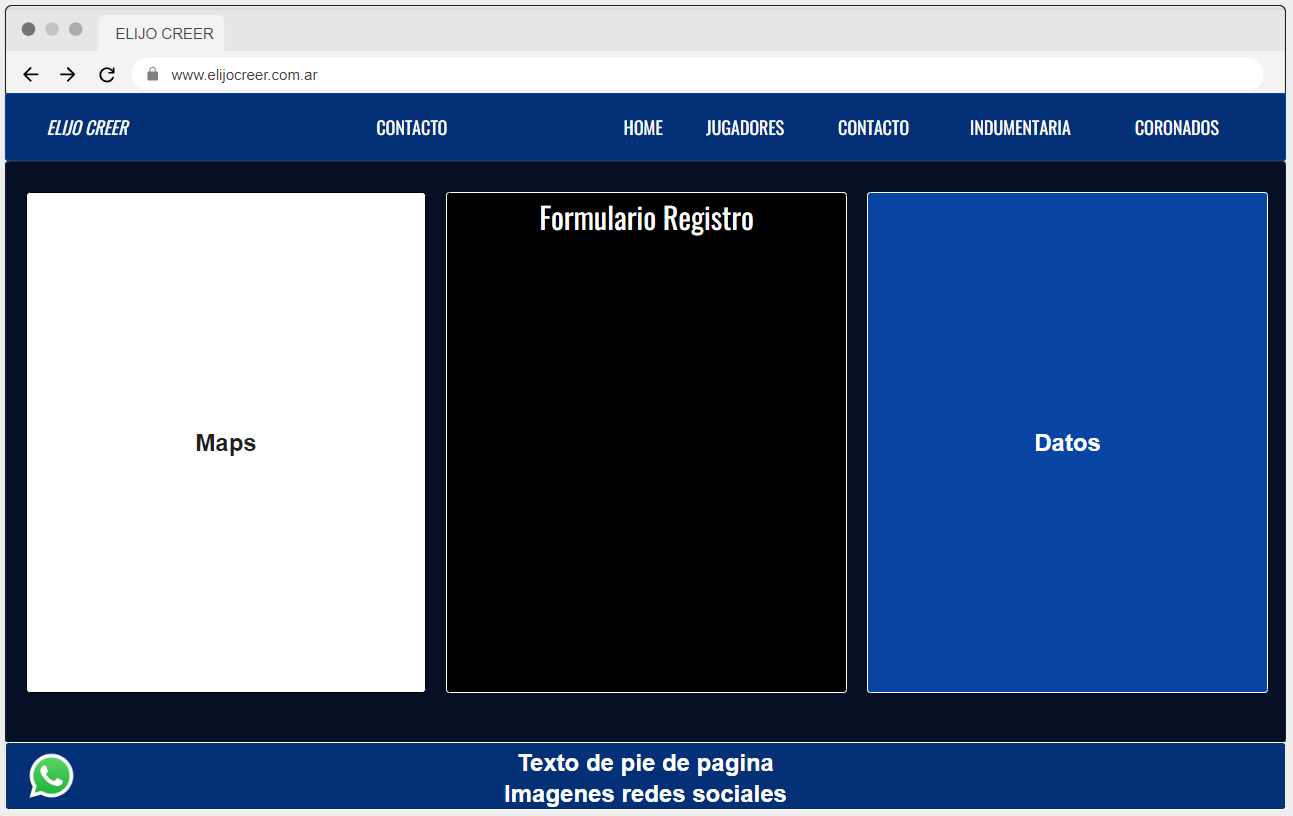 ELIJO CREER
www.elijocreer.com.ar
ELIJO CREER CONTACTO HOME JUGADORES CONTACTO INDUMENTARIA CORONADOS
Formulario Registro
Maps
Datos
Texto de pie de pagina
Imagenes redes sociales